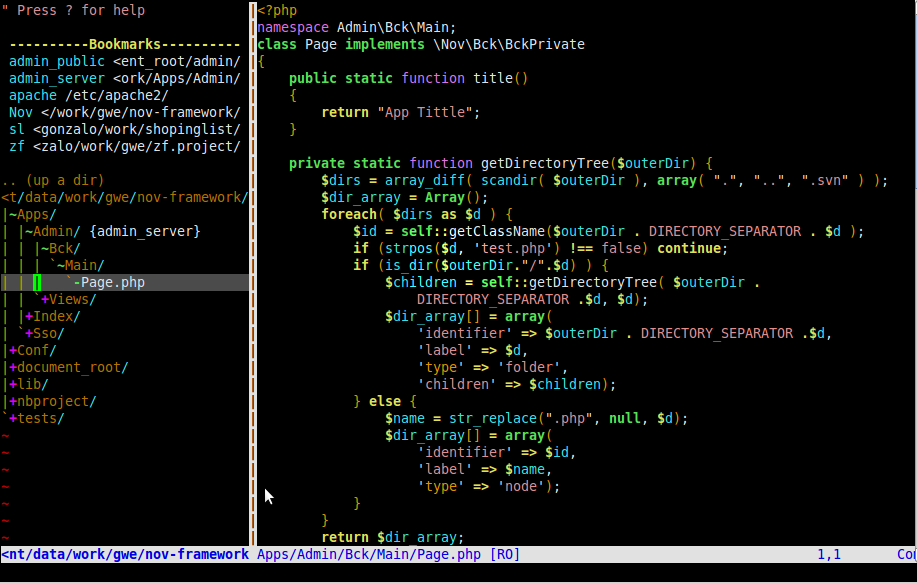 " Press ? for help
----------Bookmarks----------
admin_public <ent_root/admin/
admin_server <ork/Apps/Admin/
apache /etc/apache2/
Nov </work/gwe/nov-framework/
sl <gonzalo/work/shopinglist/
zf <zalo/work/gwe/zf.project/
.. (up a dir)
<t/data/work/gwe/nov-framework/
|~Apps/
| |~Admin/ {admin_server}
| | |~Bck/
| | | `~Main/
| | |   `-Page.php
| | `+Views/
| |+Index/
| `+Sso/
|+Conf/
|+document_root/
|+lib/
|+nbproject/
`+tests/
~
~
~
~
~
~
~
<nt/data/work/gwe/nov-framework
<?php
namespace Admin\Bck\Main;
class Page implements \Nov\Bck\BckPrivate
{
    public static function title()
    {
        return "App Tittle";
    }
    private static function getDirectoryTree($outerDir) {
        $dirs = array_diff( scandir( $outerDir ), array( ".", "..", ".svn" ) );
        $dir_array = Array();
        foreach( $dirs as $d ) {
            $id = self::getClassName($outerDir . DIRECTORY_SEPARATOR . $d );
            if (strpos($d, 'test.php') !== false) continue;
            if (is_dir($outerDir."/".$d) ) {
                $children = self::getDirectoryTree( $outerDir .
                    DIRECTORY_SEPARATOR .$d, $d);
                $dir_array[] = array(
                    'identifier' => $outerDir . DIRECTORY_SEPARATOR .$d,
                    'label' => $d,
                    'type' => 'folder',
                    'children' => $children);
            } else {
                $name = str_replace(".php", null, $d);
                $dir_array[] = array(
                    'identifier' => $id,
                    'label' => $name,
                    'type' => 'node');
            }
        }
        return $dir_array;
Apps/Admin/Bck/Main/Page.php [RO] 1,1 Co